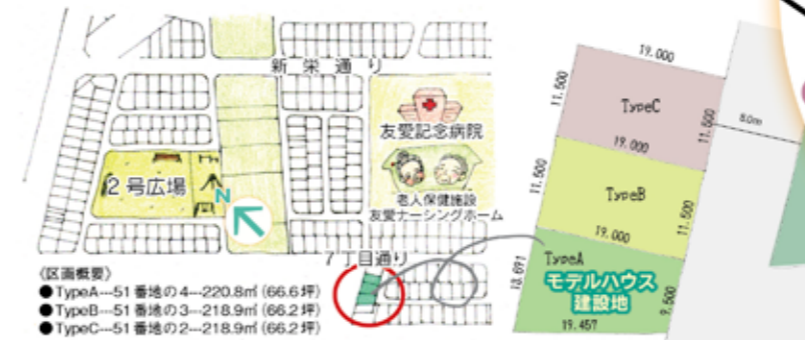 新栄通り
友愛記念病院
2号広場
N
老人保健施設
友愛ナーシングホーム
7丁目通り
〈区画概要〉
●TypeA---51番地の4---220.8㎡(66.6坪)
●TypeB---51番地の3---218.9㎡(66.2坪)
●TypeC---51番地の2---218.9㎡(66.2坪)
19.000
11.500
TypeC
11.500
8.0m
19.000
11.500
TypeB
11.500
19.000
TypeA
13.691
モデルハウス
建設地
9.500
19.457